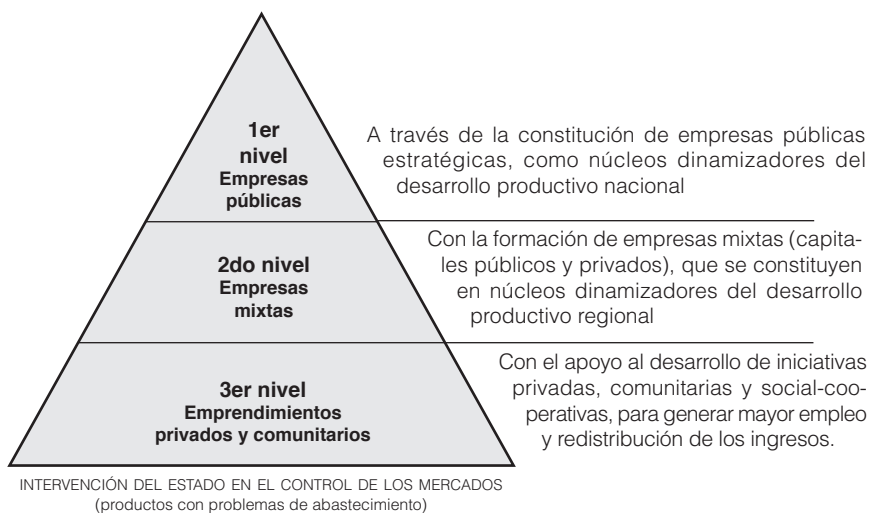 1er
nivel
Empresas
públicas
A través de la constitución de empresas públicas
estratégicas, como núcleos dinamizadores del
desarrollo productivo nacional
2do nivel
Empresas
mixtas
Con la formación de empresas mixtas (capita-
les públicos y privados), que se constituyen
en núcleos dinamizadores del desarrollo
productivo regional
3er nivel
Emprendimientos
privados y comunitarios
Con el apoyo al desarrollo de iniciativas
privadas, comunitarias y social-coo-
perativas, para generar mayor empleo
y redistribución de los ingresos.
INTERVENCIÓN DEL ESTADO EN EL CONTROL DE LOS MERCADOS
(productos con problemas de abastecimiento)